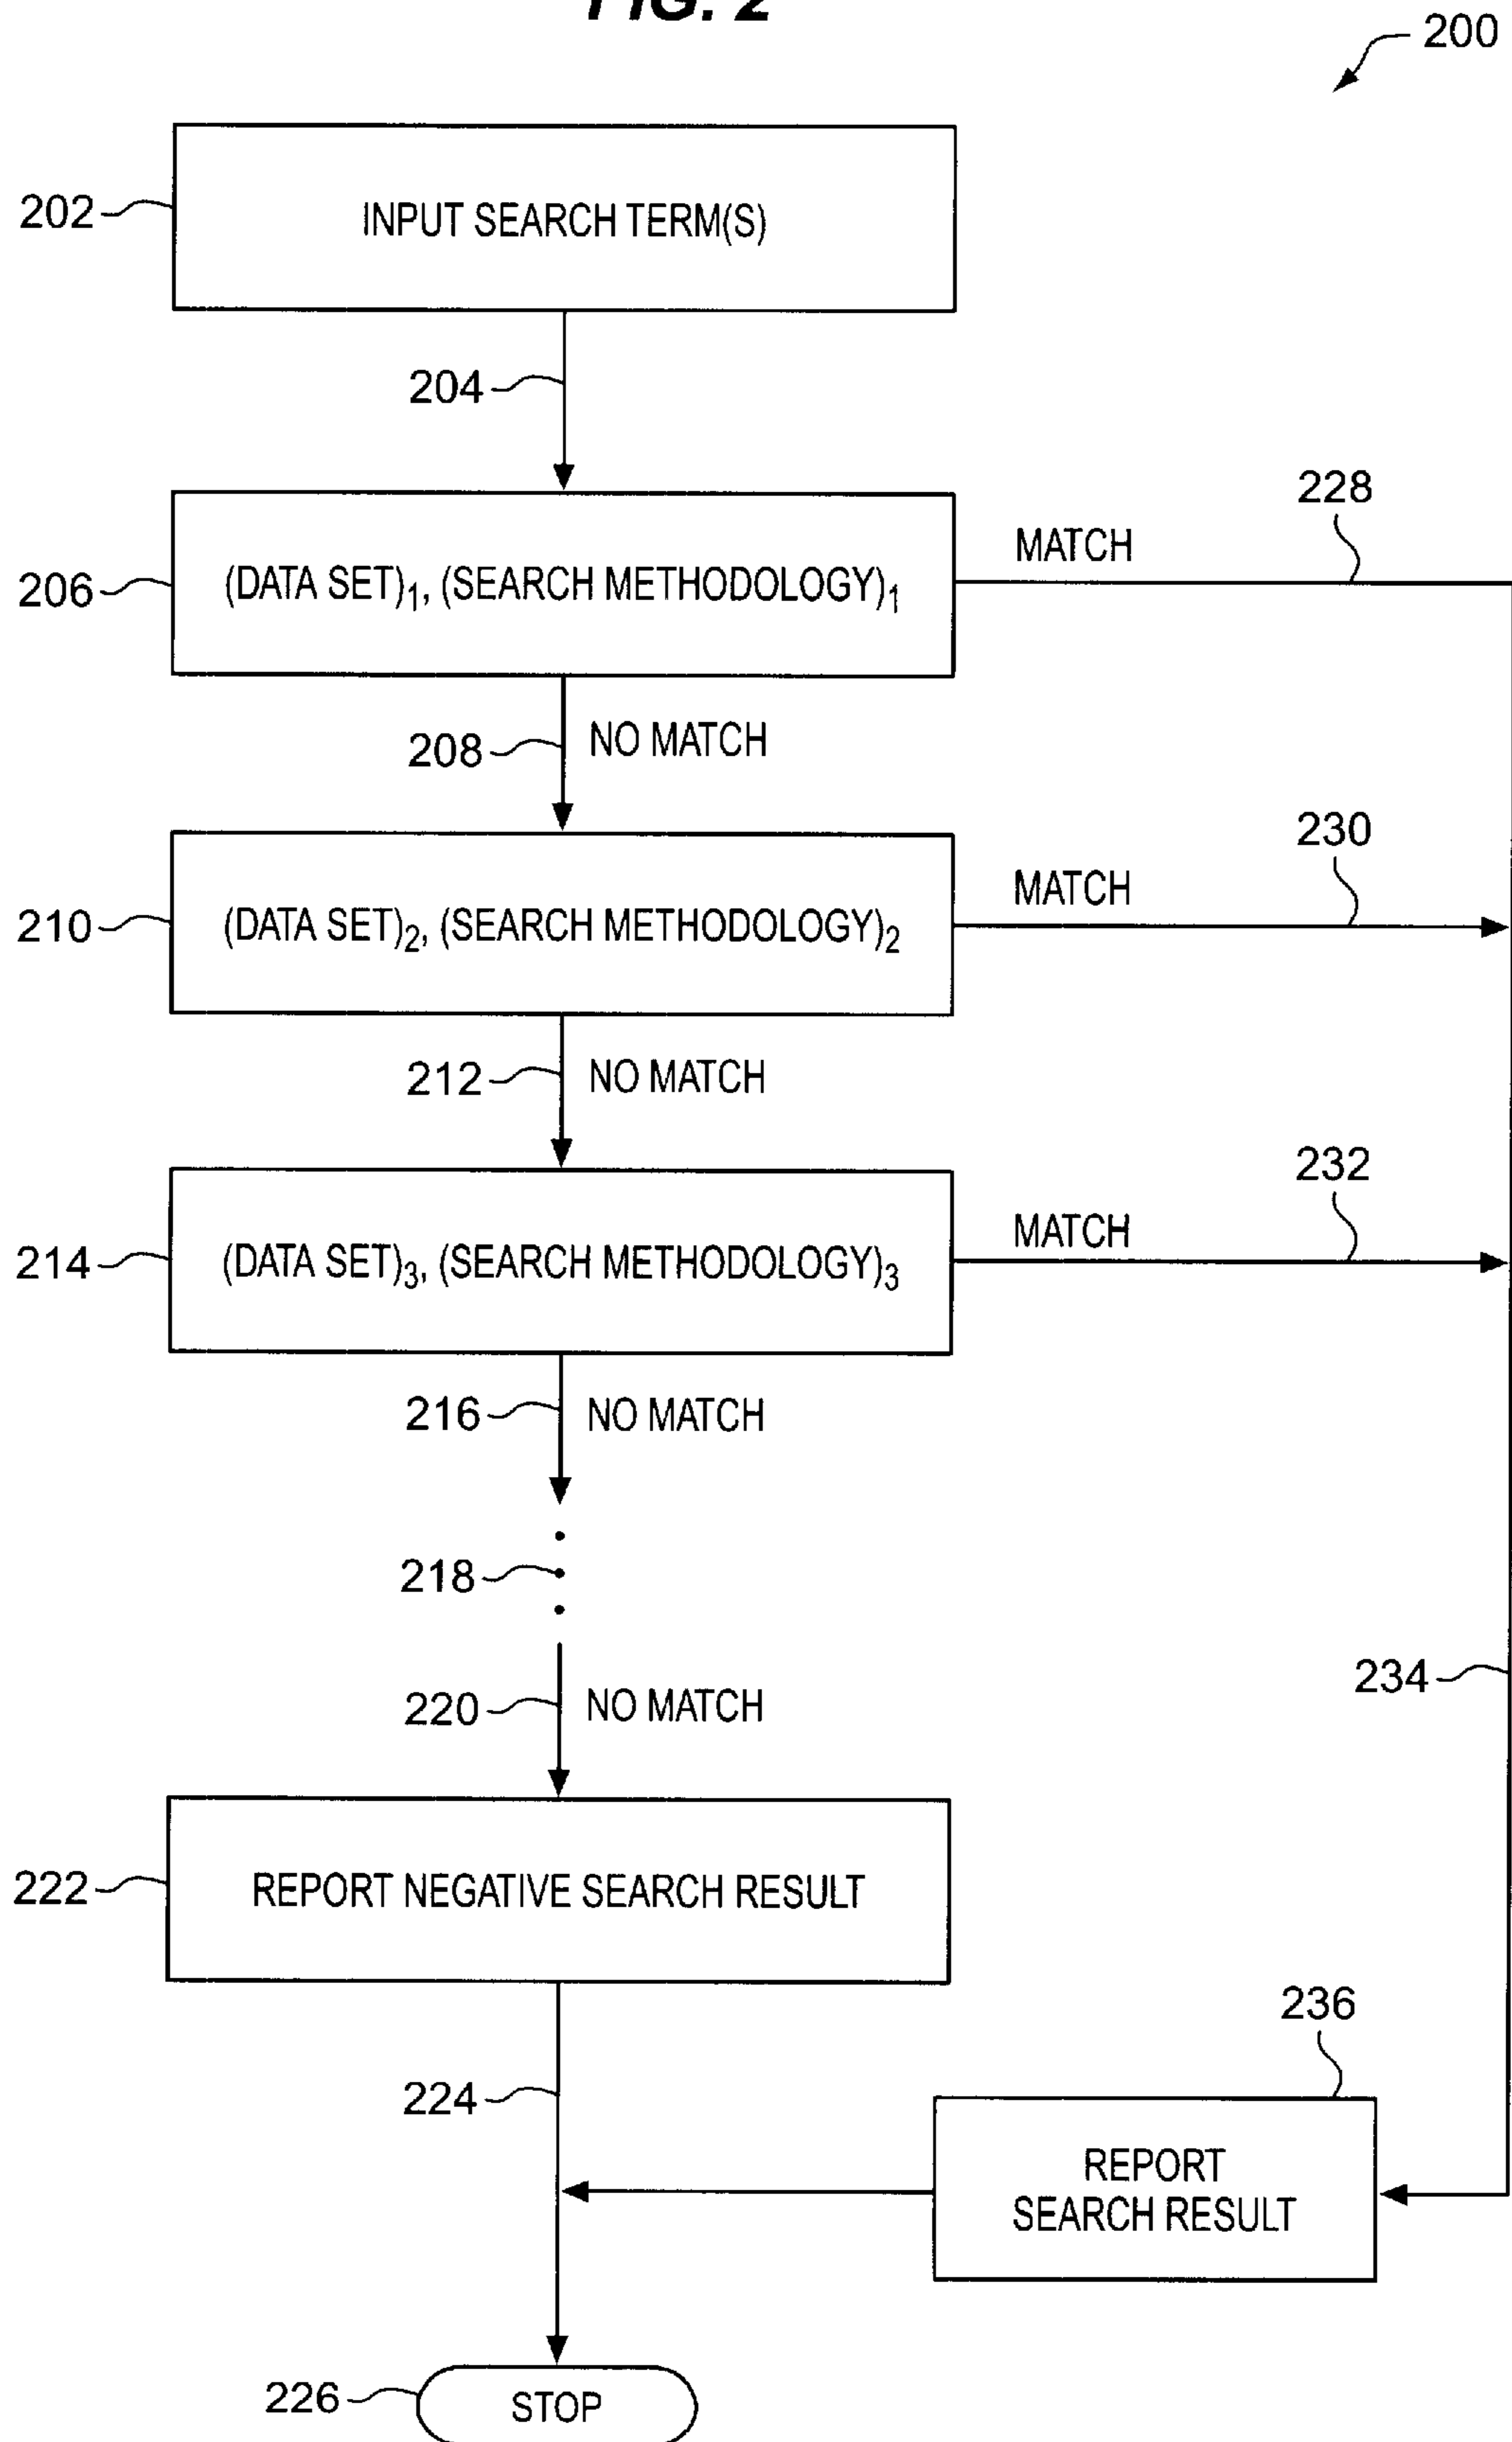 FIG. 2
200
202
INPUT SEARCH TERM(S)
204
228
MATCH
206
(DATA SET)₁, (SEARCH METHODOLOGY)₁
208
NO MATCH
230
MATCH
210
(DATA SET)₂, (SEARCH METHODOLOGY)₂
212
NO MATCH
232
MATCH
214
(DATA SET)₃, (SEARCH METHODOLOGY)₃
216
NO MATCH
218
234
220
NO MATCH
222
REPORT NEGATIVE SEARCH RESULT
236
224
REPORT
SEARCH RESULT
226
STOP